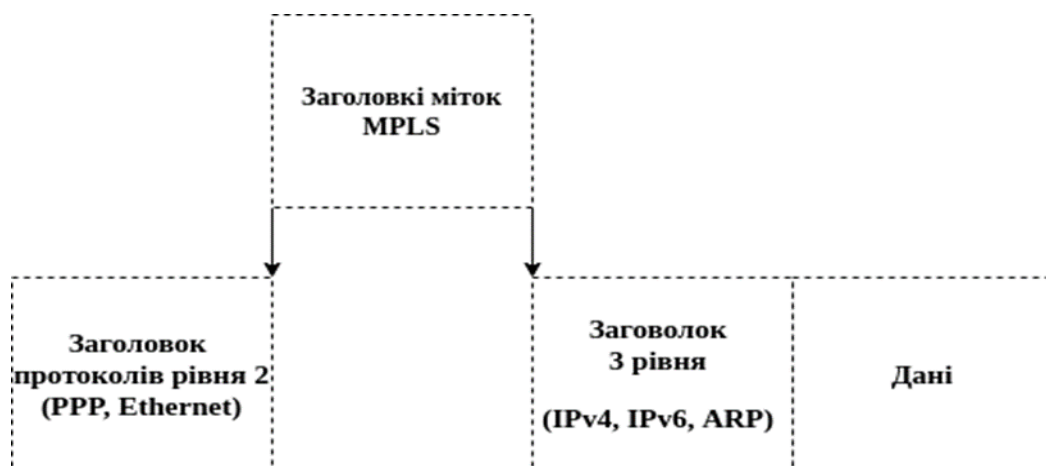 Заголовкі міток
MPLS
Заголовок
протоколів рівня 2
(PPP, Ethernet)
Заговолок
3 рівня
(IPv4, IPv6, ARP)
Дані